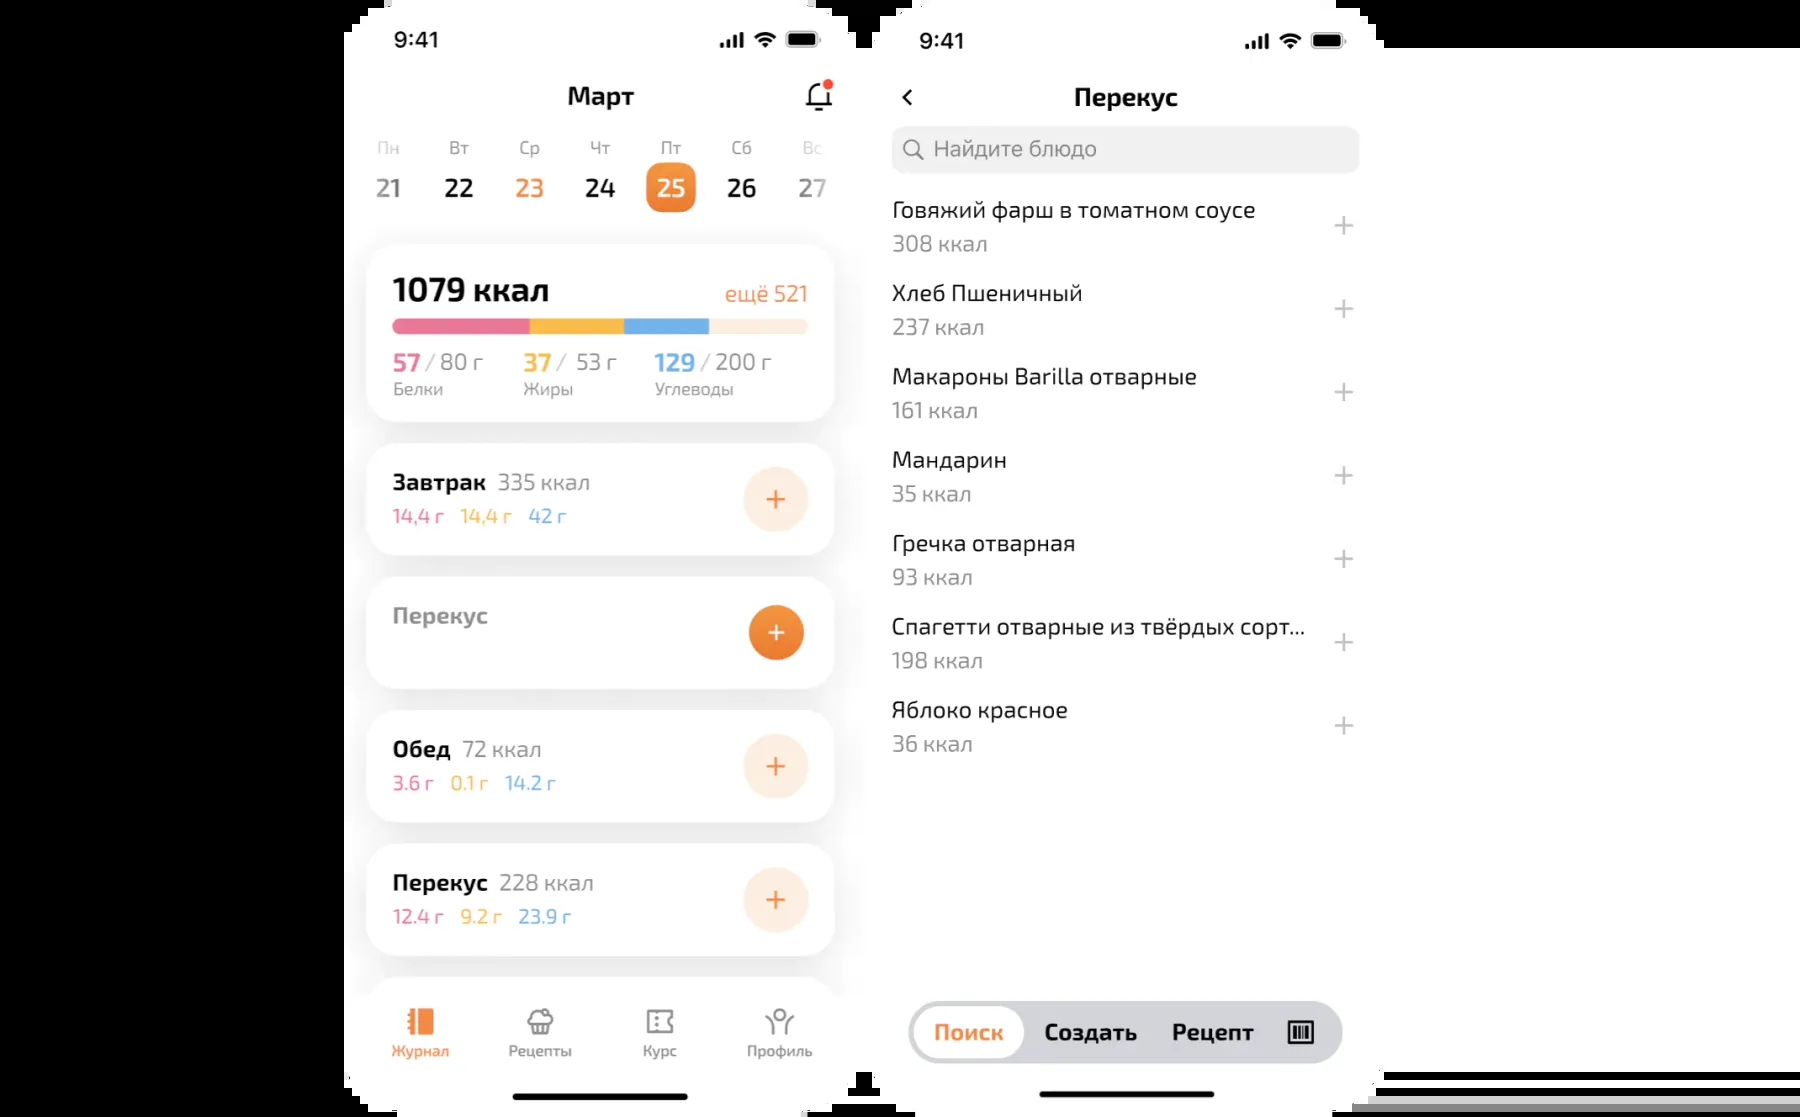 9:41
Март
Пн Вт Ср Чт Пт Сб Вс
21 22 23 24 25 26 27
1079 ккал ещё 521
57 / 80 г 37 / 53 г 129 / 200 г
Белки Жиры Углеводы
Завтрак 335 ккал
14,4 г 14,4 г 42 г
Перекус
Обед 72 ккал
3.6 г 0.1 г 14.2 г
Перекус 228 ккал
12.4 г 9.2 г 23.9 г
Журнал Рецепты Курс Профиль
9:41
Перекус
Найдите блюдо
Говяжий фарш в томатном соусе
308 ккал
Хлеб Пшеничный
237 ккал
Макароны Barilla отварные
161 ккал
Мандарин
35 ккал
Гречка отварная
93 ккал
Спагетти отварные из твёрдых сорт...
198 ккал
Яблоко красное
36 ккал
Поиск Создать Рецепт